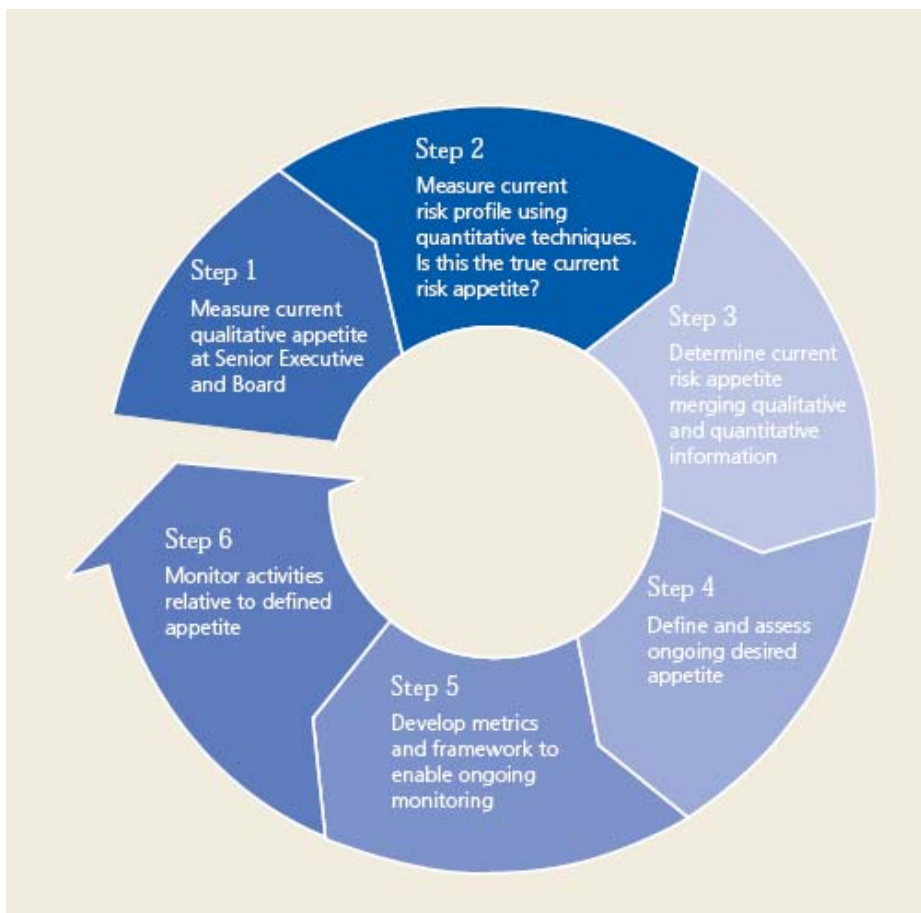 Step 1
Measure current
qualitative appetite
at Senior Executive
and Board
Step 2
Measure current
risk profile using
quantitative techniques.
Is this the true current
risk appetite?
Step 3
Determine current
risk appetite
merging qualitative
and quantitative
information
Step 4
Define and assess
ongoing desired
appetite
Step 5
Develop metrics
and framework to
enable ongoing
monitoring
Step 6
Monitor activities
relative to defined
appetite